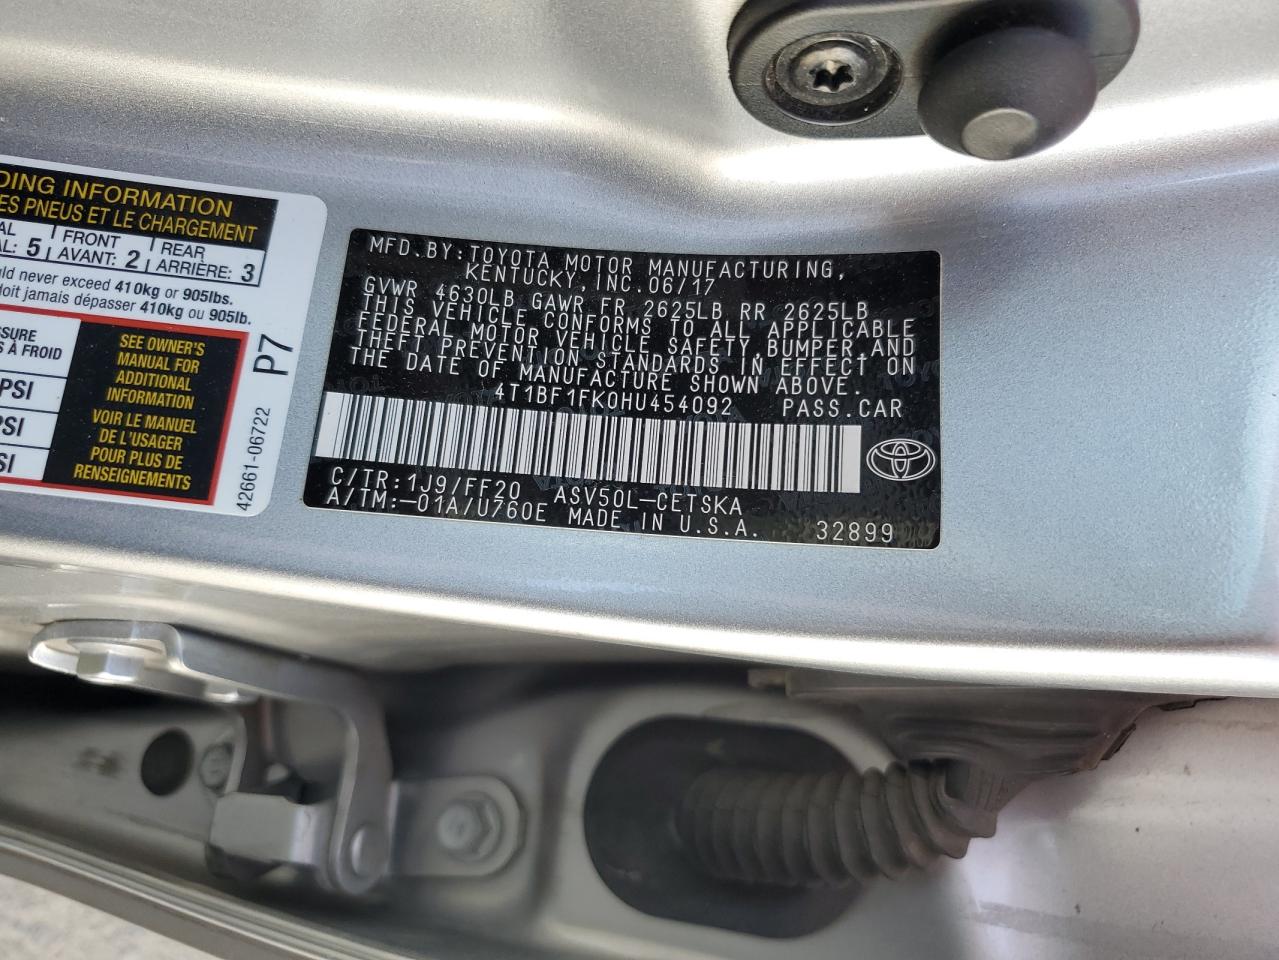 DING INFORMATION
ES PNEUS ET LE CHARGEMENT
AL: 5 FRONT AVANT: 2 REAR ARRIÈRE: 3
uld never exceed 410kg or 905lbs.
doit jamais dépasser 410kg ou 905lb.
SSURE
S À FROID
PSI
PSI
SI
SEE OWNER'S
MANUAL FOR
ADDITIONAL
INFORMATION
VOIR LE MANUEL
DE L'USAGER
POUR PLUS DE
RENSEIGNEMENTS
P7
42661-06722
MFD.BY:TOYOTA MOTOR MANUFACTURING,
KENTUCKY,INC.06/17
GVWR 4630LB GAWR FR 2625LB RR 2625LB
THIS VEHICLE CONFORMS TO ALL APPLICABLE
FEDERAL MOTOR VEHICLE SAFETY,BUMPER,AND
THEFT PREVENTION STANDARDS IN EFFECT ON
THE DATE OF MANUFACTURE SHOWN ABOVE.
4T1BF1FK0HU454092 PASS.CAR
C/TR:1J9/FF20 ASV50L-CETSKA
A/TM:-01A/U760E MADE IN U.S.A. 32899